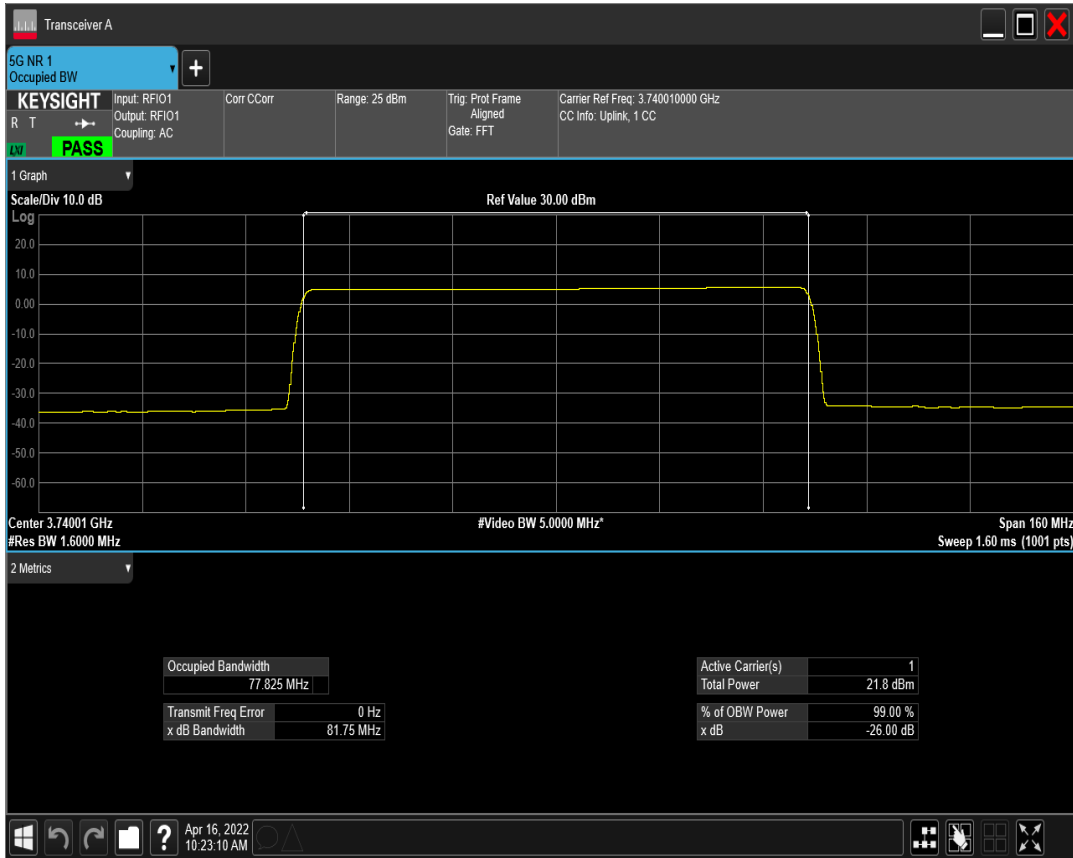 Transceiver A
5G NR 1
Occupied BW
+
KEYSIGHT
R T
LXI
PASS
Input: RFIO1
Output: RFIO1
Coupling: AC
Corr CCorr
Range: 25 dBm
Trig: Prot Frame
Aligned
Gate: FFT
Carrier Ref Freq: 3.740010000 GHz
CC Info: Uplink, 1 CC
1 Graph
Scale/Div 10.0 dB
Ref Value 30.00 dBm
Log
20.0
10.0
0.00
-10.0
-20.0
-30.0
-40.0
-50.0
-60.0
Center 3.74001 GHz
#Video BW 5.0000 MHz*
Span 160 MHz
#Res BW 1.6000 MHz
Sweep 1.60 ms (1001 pts)
2 Metrics
Occupied Bandwidth
77.825 MHz
Transmit Freq Error 0 Hz
x dB Bandwidth 81.75 MHz
Active Carrier(s) 1
Total Power 21.8 dBm
% of OBW Power 99.00 %
x dB -26.00 dB
?
Apr 16, 2022
10:23:10 AM